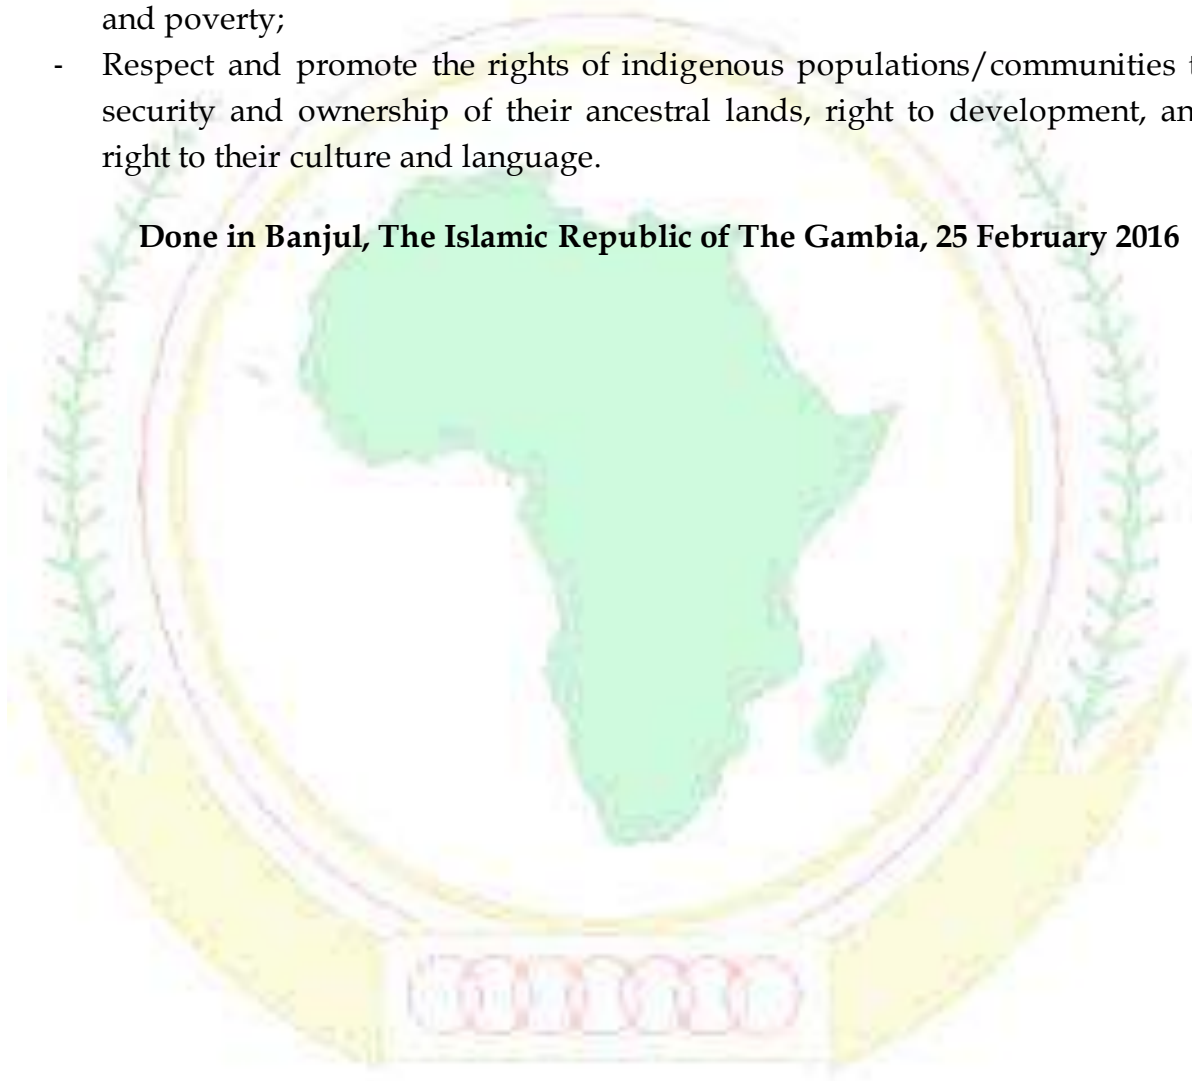 and poverty;
- Respect and promote the rights of indigenous populations/communities
security and ownership of their ancestral lands, right to development, an
right to their culture and language.
Done in Banjul, The Islamic Republic of The Gambia, 25 February 2016